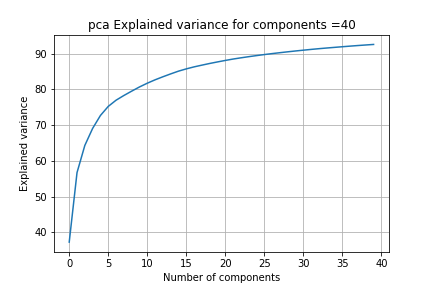 pca Explained variance for components =40
Explained variance
90
80
70
60
50
40
0 5 10 15 20 25 30 35 40
Number of components